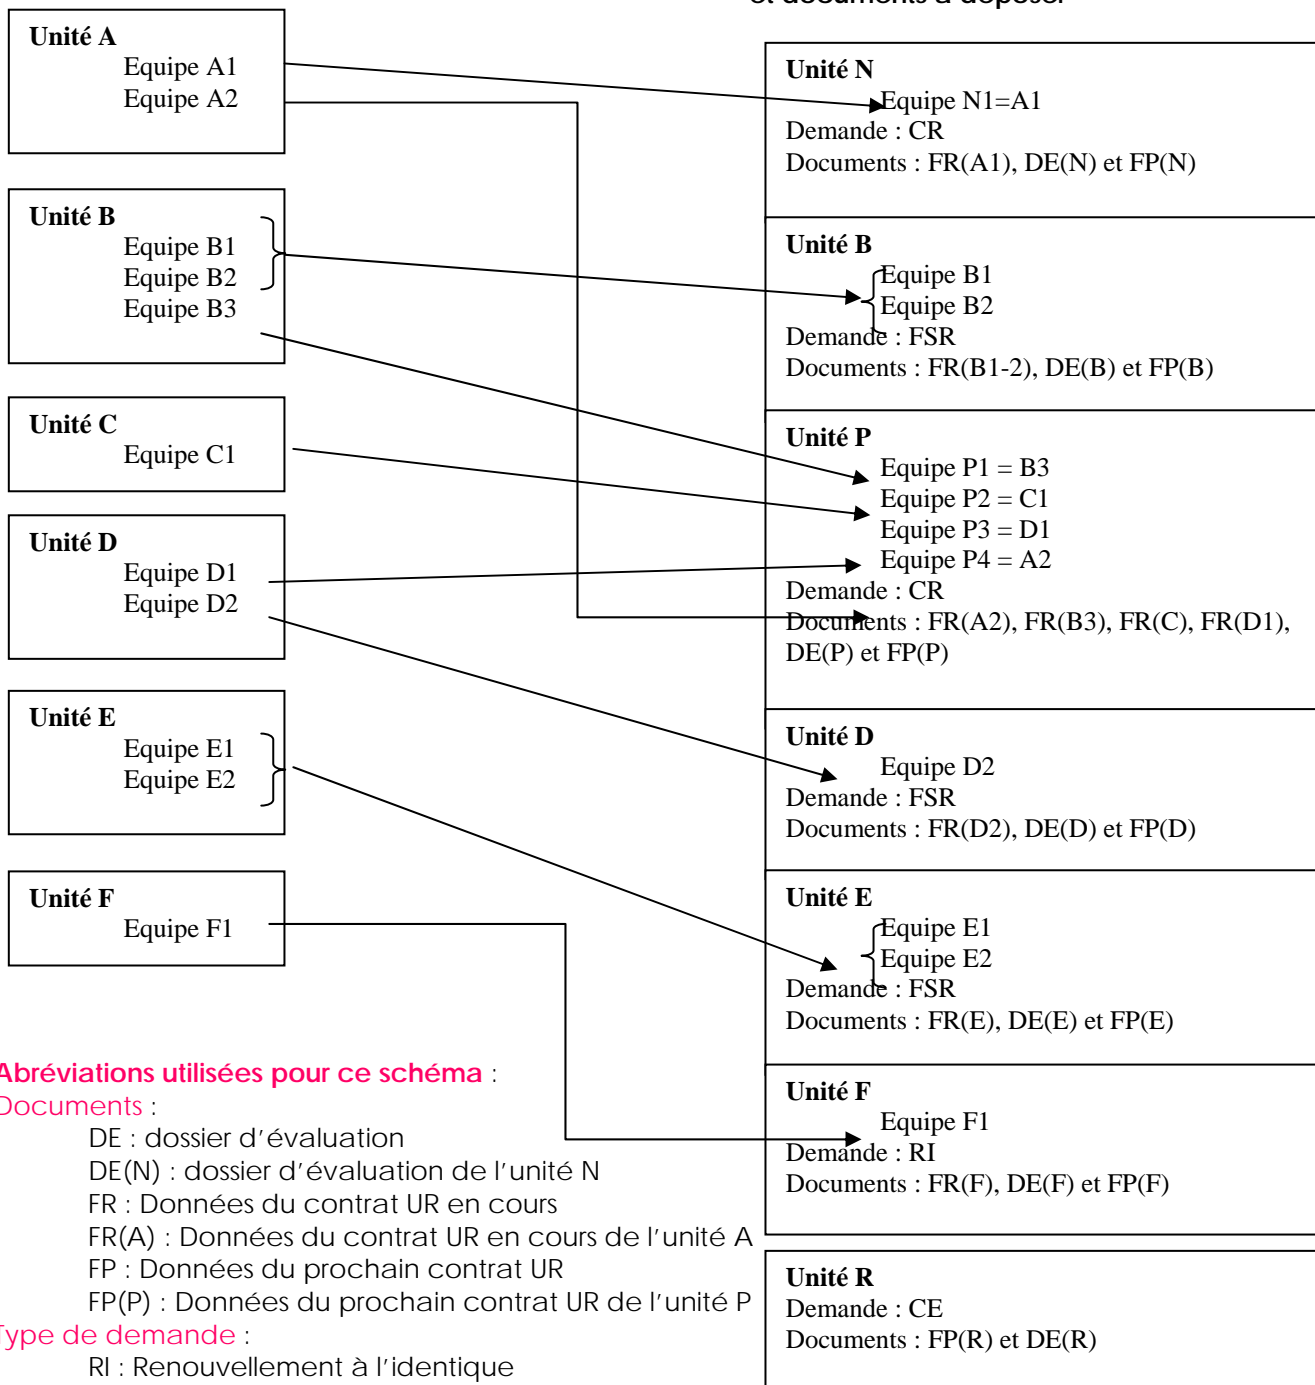 et documents à déposer
Unité A
Equipe A1
Equipe A2
Unité B
Equipe B1
Equipe B2
Equipe B3
Unité C
Equipe C1
Unité D
Equipe D1
Equipe D2
Unité E
Equipe E1
Equipe E2
Unité F
Equipe F1
Unité N
Equipe N1=A1
Demande : CR
Documents : FR(A1), DE(N) et FP(N)
Unité B
Equipe B1
Equipe B2
Demande : FSR
Documents : FR(B1-2), DE(B) et FP(B)
Unité P
Equipe P1 = B3
Equipe P2 = C1
Equipe P3 = D1
Equipe P4 = A2
Demande : CR
Documents : FR(A2), FR(B3), FR(C), FR(D1),
DE(P) et FP(P)
Unité D
Equipe D2
Demande : FSR
Documents : FR(D2), DE(D) et FP(D)
Unité E
Equipe E1
Equipe E2
Demande : FSR
Documents : FR(E), DE(E) et FP(E)
Unité F
Equipe F1
Demande : RI
Documents : FR(F), DE(F) et FP(F)
Unité R
Demande : CE
Documents : FP(R) et DE(R)
Abréviations utilisées pour ce schéma :
Documents :
DE : dossier d'évaluation
DE(N) : dossier d'évaluation de l'unité N
FR : Données du contrat UR en cours
FR(A) : Données du contrat UR en cours de l'unité A
FP : Données du prochain contrat UR
FP(P) : Données du prochain contrat UR de l'unité P
Type de demande :
RI : Renouvellement à l'identique